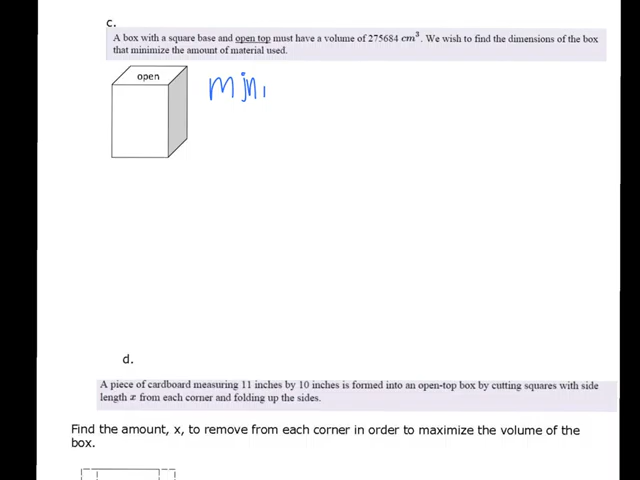 c.
A box with a square base and open top must have a volume of 275684 cm³. We wish to find the dimensions of the box
that minimize the amount of material used.
open
min
d.
A piece of cardboard measuring 11 inches by 10 inches is formed into an open-top box by cutting squares with side
length x from each corner and folding up the sides.
Find the amount, x, to remove from each corner in order to maximize the volume of the
box.